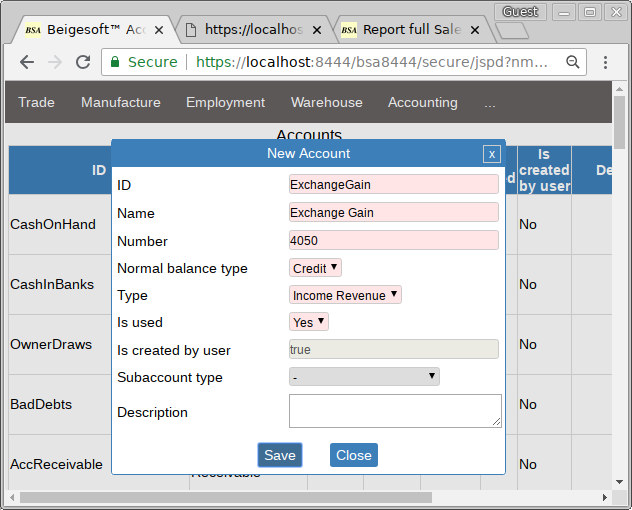 Guest
BSA Beigesoft™ Acc
https://localhos
BSA Report full Sale
Secure https://localhost:8444/bsa8444/secure/jspd?nm...
Trade Manufacture Employment Warehouse Accounting ...
Accounts
ID
Is created by user
De
New Account x
ID ExchangeGain
Name Exchange Gain
Number 4050
Normal balance type Credit
Type Income Revenue
Is used Yes
Is created by user true
Subaccount type -
Description
Save Close
CashOnHand No
CashInBanks No
OwnerDraws No
BadDebts No
AccReceivable No
Receivable